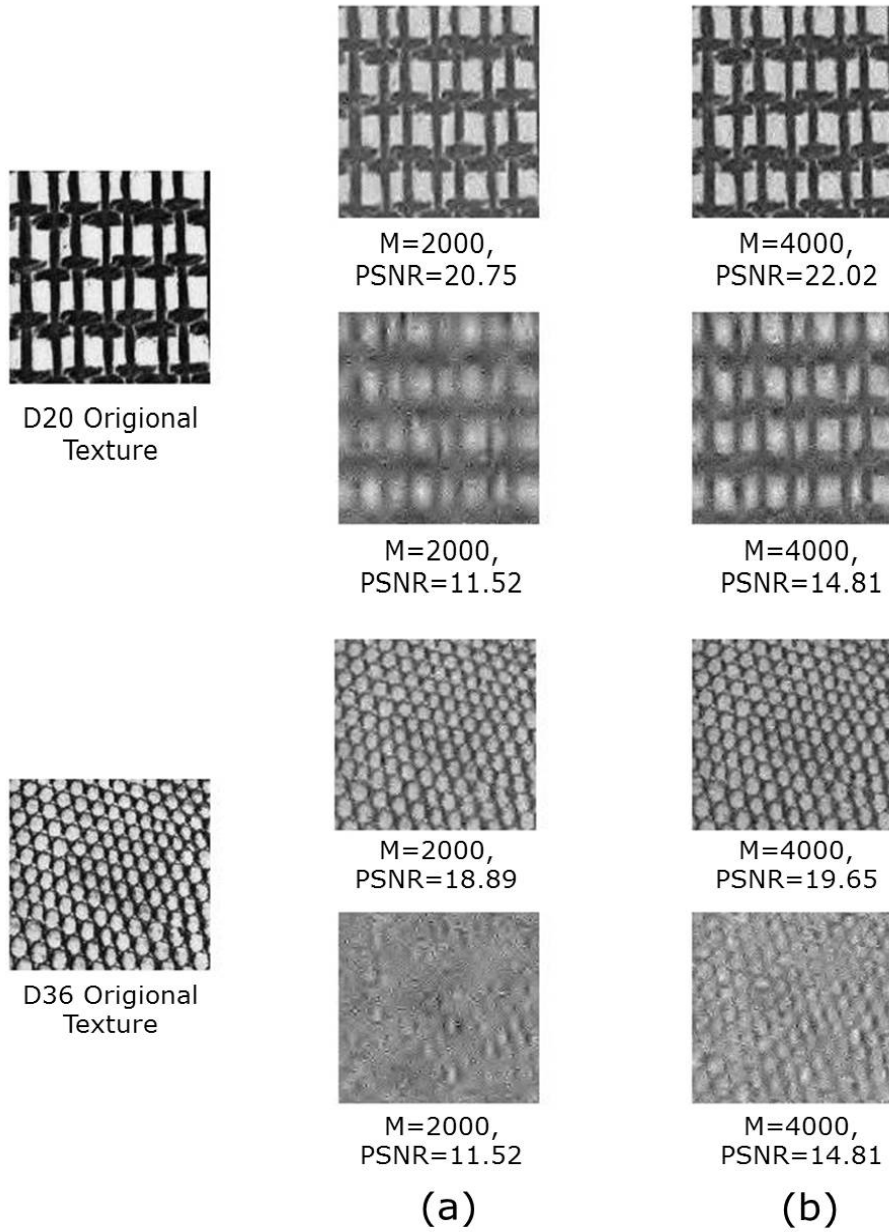 M=2000,
PSNR=20.75
M=4000,
PSNR=22.02
D20 Origional
Texture
M=2000,
PSNR=11.52
M=4000,
PSNR=14.81
M=2000,
PSNR=18.89
M=4000,
PSNR=19.65
D36 Origional
Texture
M=2000,
PSNR=11.52
M=4000,
PSNR=14.81
(a)
(b)